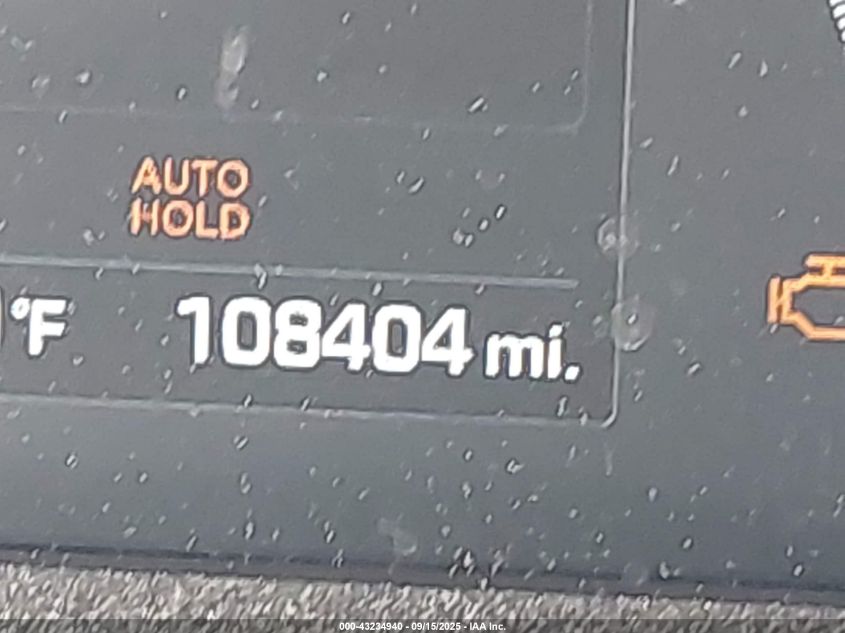 AUTO
HOLD
°F 108404 mi.
000-43234940 - 09/15/2025 - IAA Inc.